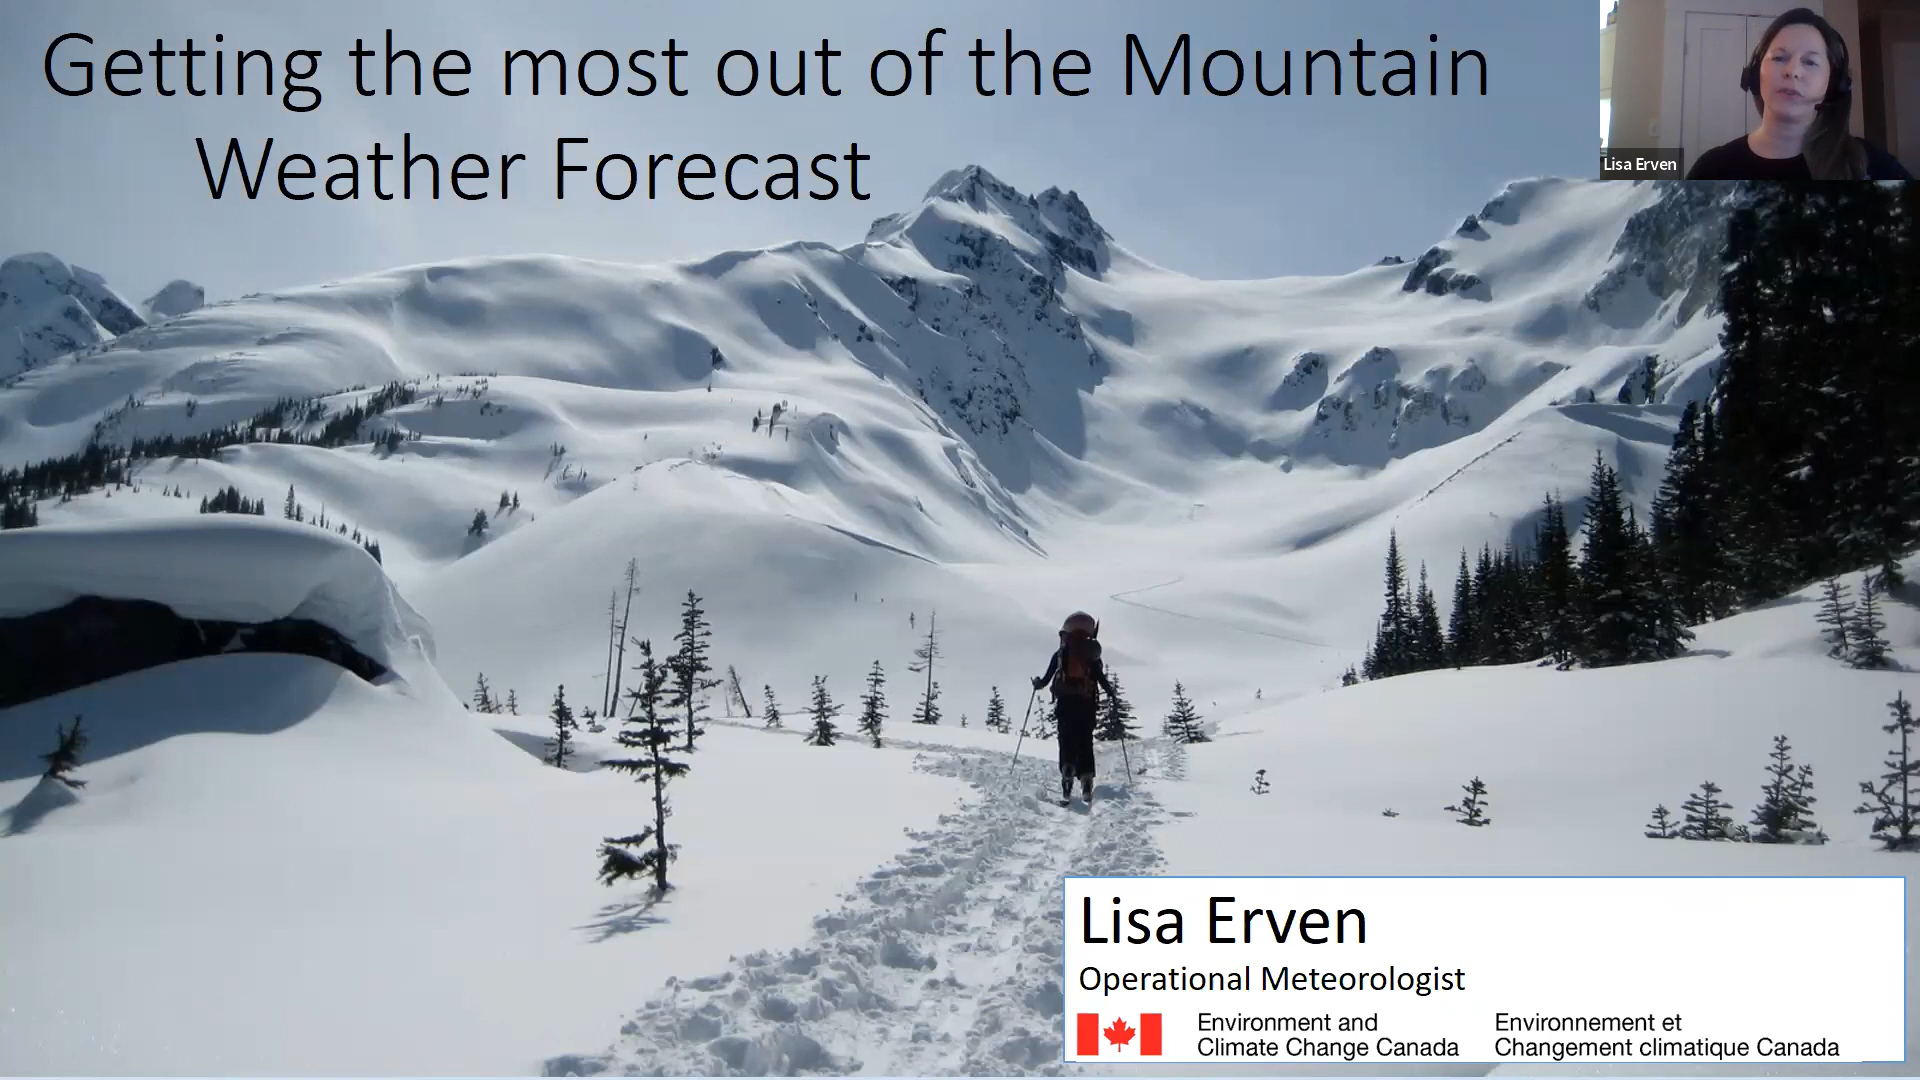 Getting the most out of the Mountain
Weather Forecast
Lisa Erven
Lisa Erven
Operational Meteorologist
Environment and
Climate Change Canada
Environnement et
Changement climatique Canada